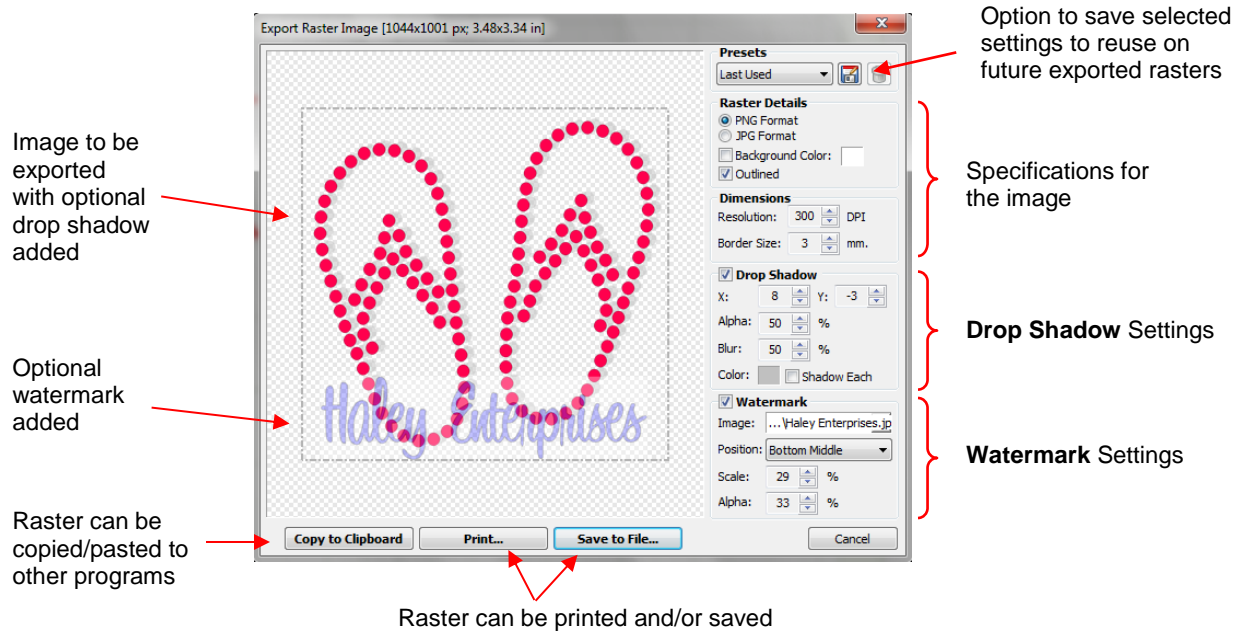 Option to save selected
settings to reuse on
future exported rasters
Export Raster Image [1044x1001 px; 3.48x3.34 in]
Presets
Last Used
Raster Details
PNG Format
JPG Format
Background Color:
Outlined
Dimensions
Resolution: 300 DPI
Border Size: 3 mm.
Specifications for
the image
Image to be
exported
with optional
drop shadow
added
Drop Shadow
X: 8 Y: -3
Alpha: 50 %
Blur: 50 %
Color: Shadow Each
Drop Shadow Settings
Optional
watermark
added
Haley Enterprises
Watermark
Image: ...\Haley Enterprises.jp
Position: Bottom Middle
Scale: 29 %
Alpha: 33 %
Watermark Settings
Raster can be
copied/pasted to
other programs
Copy to Clipboard Print... Save to File... Cancel
Raster can be printed and/or saved